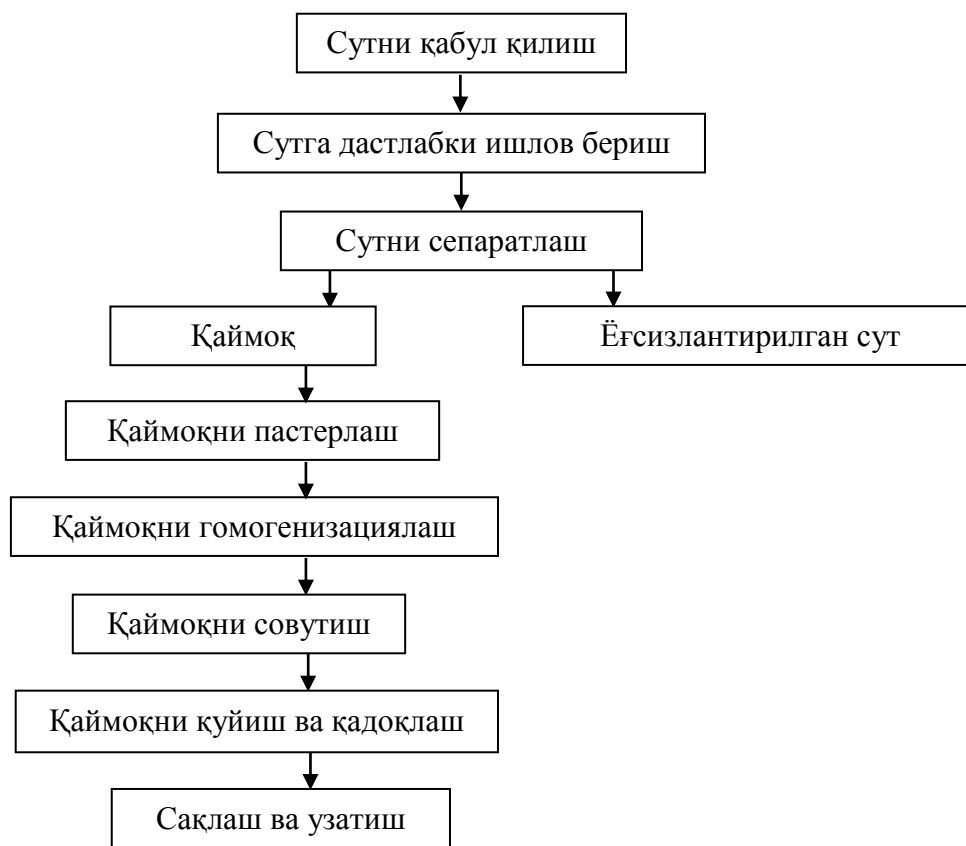 Сутни қабул қилиш
Сутга дастлабки ишлов бериш
Сутни сепаратлаш
Қаймоқ
Ёғсизлантирилган сут
Қаймоқни пастерлаш
Қаймоқни гомогенизациялаш
Қаймоқни совутиш
Қаймоқни қуйиш ва қадоқлаш
Сақлаш ва узатиш